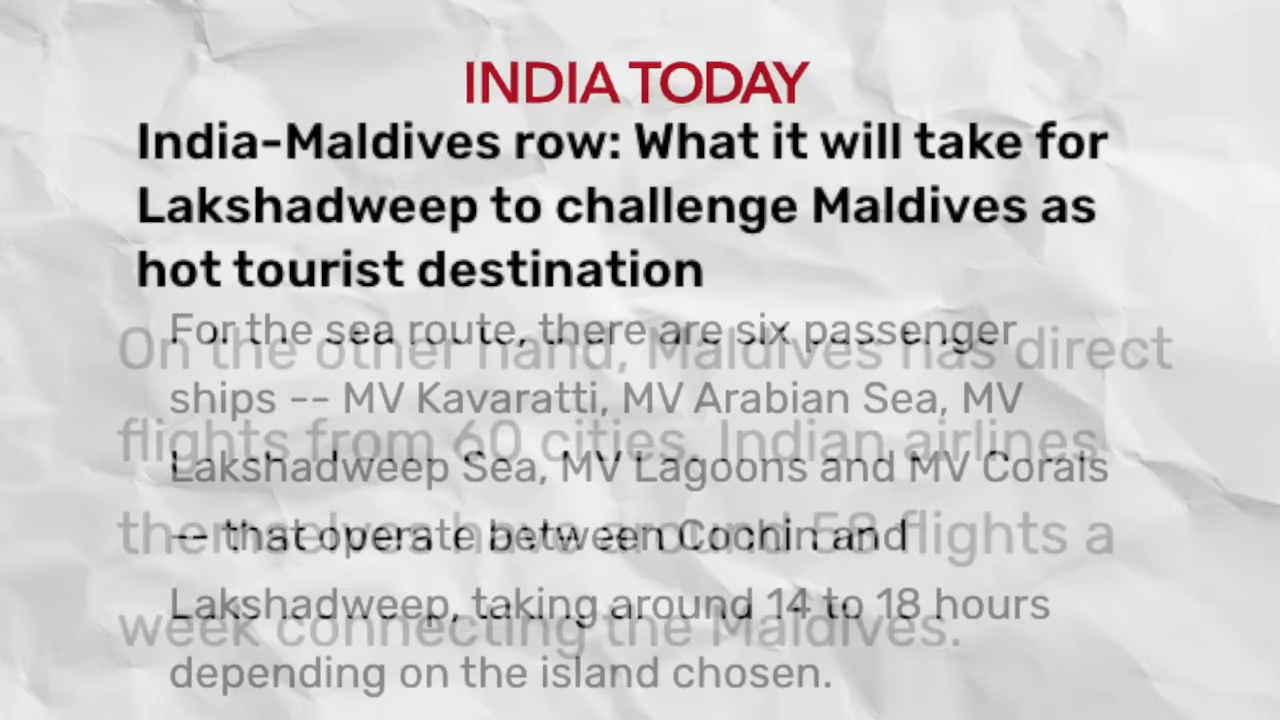 INDIA TODAY
India-Maldives row: What it will take for
Lakshadweep to challenge Maldives as
hot tourist destination
For the sea route, there are six passenger
ships -- MV Kavaratti, MV Arabian Sea, MV
Lakshadweep Sea, MV Lagoons and MV Corals
-- that operate between Cochin and
Lakshadweep, taking around 14 to 18 hours
depending on the island chosen.
On the other hand, Maldives has direct
flights from 60 cities. Indian airlines
58 flights a
week connecting the Maldives.